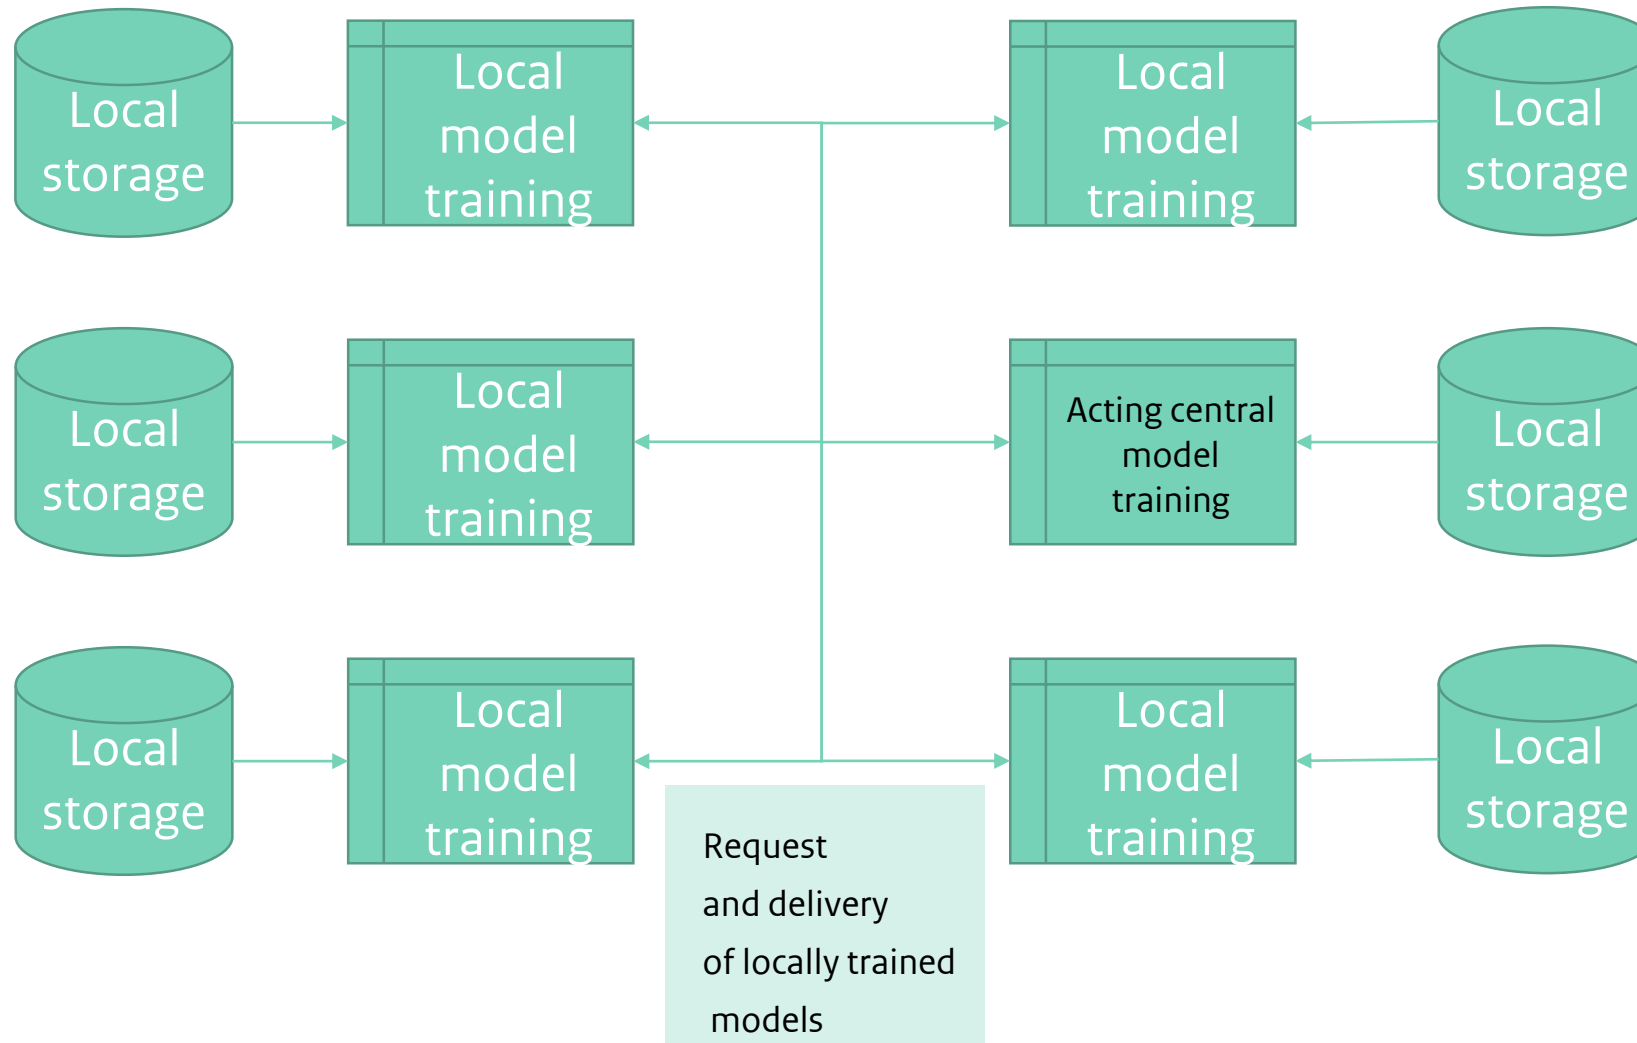 Local
storage
Local
model
training
Local
model
training
Local
storage
Local
storage
Local
model
training
Acting central
model
training
Local
storage
Local
storage
Local
model
training
Local
model
training
Local
storage
Request
and delivery
of locally trained
models